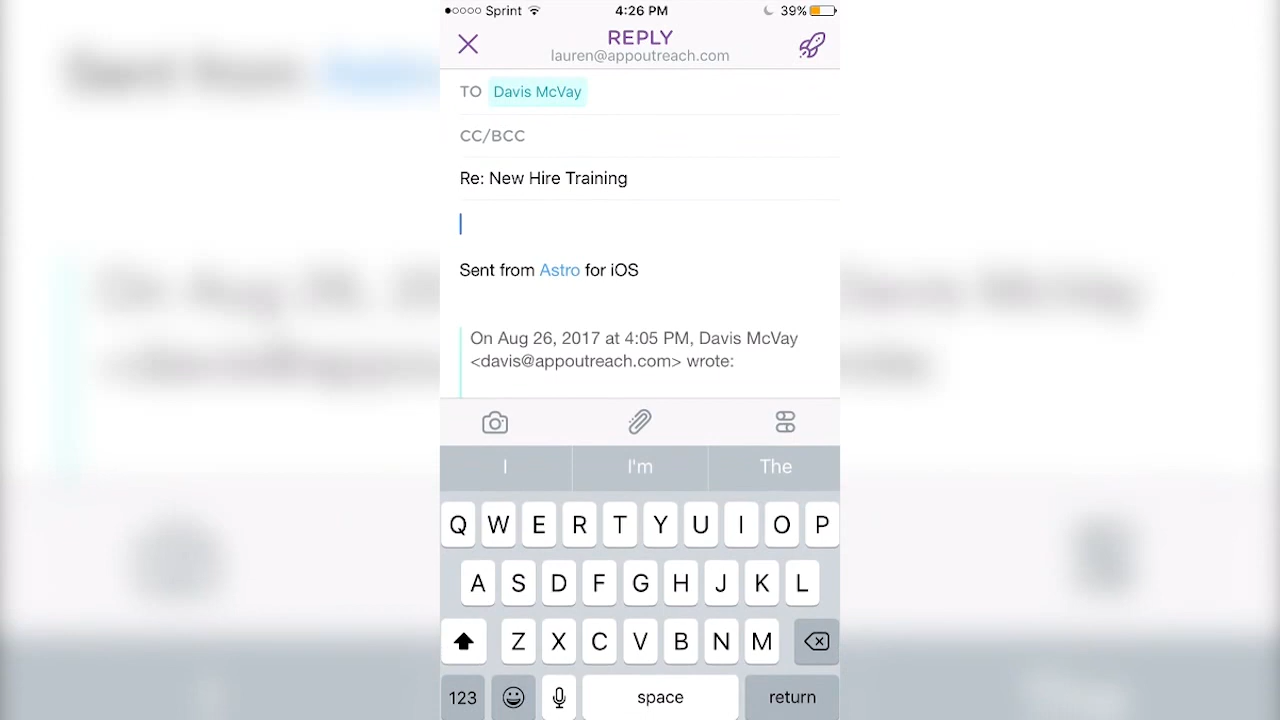 Sprint 4:26 PM 39%
REPLY
lauren@appoutreach.com
TO Davis McVay
CC/BCC
Re: New Hire Training
Sent from Astro for iOS
On Aug 26, 2017 at 4:05 PM, Davis McVay
<davis@appoutreach.com> wrote:
I I'm The
Q W E R T Y U I O P
A S D F G H J K L
Z X C V B N M
123 space return